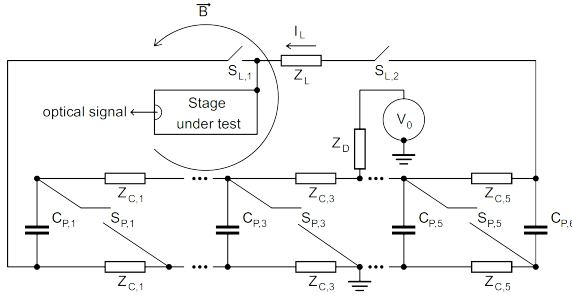 B
I_L
S_L,1
Z_L
S_L,2
optical signal
Stage
under test
Z_D
V_0
Z_C,1
Z_C,3
Z_C,5
C_P,1
S_P,1
C_P,3
S_P,3
C_P,5
S_P,5
C_P,6
Z_C,1
Z_C,3
Z_C,5